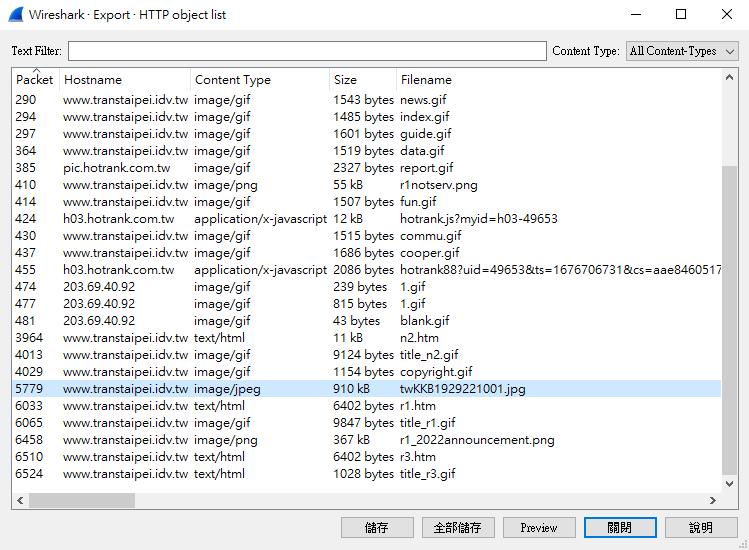 Wireshark · Export · HTTP object list
Text Filter: Content Type: All Content-Types
Packet Hostname Content Type Size Filename
290 www.transtaipei.idv.tw image/gif 1543 bytes news.gif
294 www.transtaipei.idv.tw image/gif 1485 bytes index.gif
297 www.transtaipei.idv.tw image/gif 1601 bytes guide.gif
364 www.transtaipei.idv.tw image/gif 1519 bytes data.gif
385 pic.hotrank.com.tw image/gif 2327 bytes report.gif
410 www.transtaipei.idv.tw image/png 55 kB r1notserv.png
414 www.transtaipei.idv.tw image/gif 1507 bytes fun.gif
424 h03.hotrank.com.tw application/x-javascript 12 kB hotrank.js?myid=h03-49653
430 www.transtaipei.idv.tw image/gif 1515 bytes commu.gif
437 www.transtaipei.idv.tw image/gif 1686 bytes cooper.gif
455 h03.hotrank.com.tw application/x-javascript 2086 bytes hotrank88?uid=49653&ts=1676706731&cs=aae8460517
474 203.69.40.92 image/gif 239 bytes 1.gif
477 203.69.40.92 image/gif 815 bytes 1.gif
481 203.69.40.92 image/gif 43 bytes blank.gif
3964 www.transtaipei.idv.tw text/html 11 kB n2.htm
4013 www.transtaipei.idv.tw image/gif 9124 bytes title_n2.gif
4029 www.transtaipei.idv.tw image/gif 1154 bytes copyright.gif
5779 www.transtaipei.idv.tw image/jpeg 910 kB twKKB1929221001.jpg
6033 www.transtaipei.idv.tw text/html 6402 bytes r1.htm
6065 www.transtaipei.idv.tw image/gif 9847 bytes title_r1.gif
6458 www.transtaipei.idv.tw image/png 367 kB r1_2022announcement.png
6510 www.transtaipei.idv.tw text/html 6402 bytes r3.htm
6524 www.transtaipei.idv.tw text/html 1028 bytes title_r3.gif
儲存 全部儲存 Preview 關閉 說明